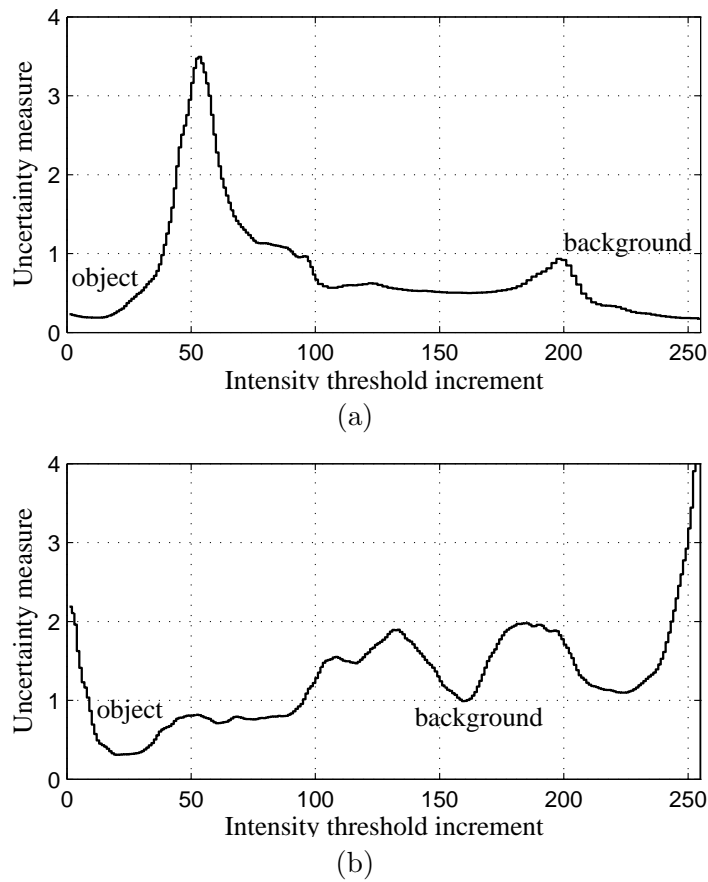 4
3
2
1
0
Uncertainty measure
object
background
0 50 100 150 200 250
Intensity threshold increment
(a)
4
3
2
1
0
Uncertainty measure
object
background
0 50 100 150 200 250
Intensity threshold increment
(b)